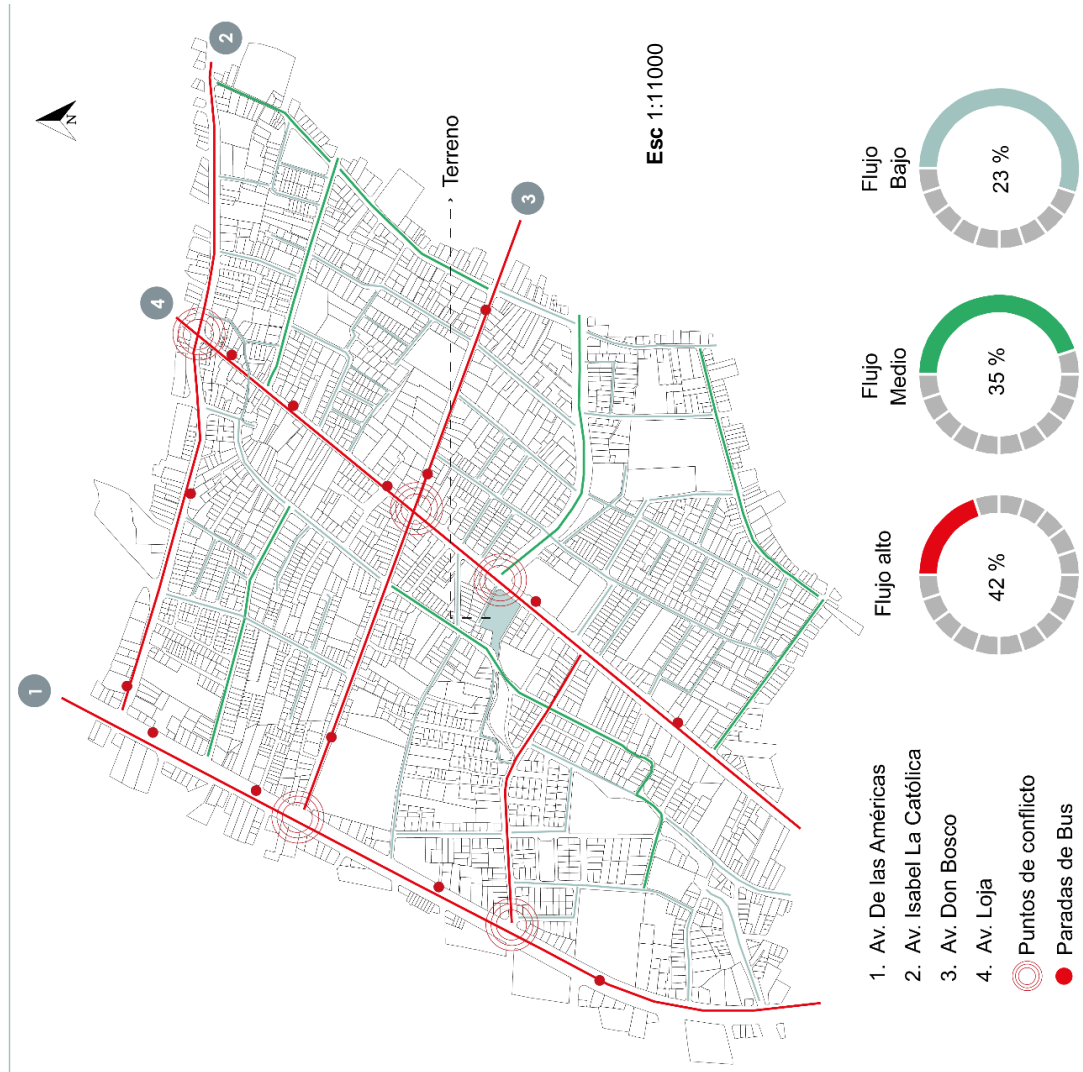 N
1
2
3
4
Terreno
Esc 1:11000
1. Av. De las Américas
2. Av. Isabel La Católica
3. Av. Don Bosco
4. Av. Loja
Puntos de conflicto
Paradas de Bus
Flujo alto
42 %
Flujo
Medio
35 %
Flujo
Bajo
23 %